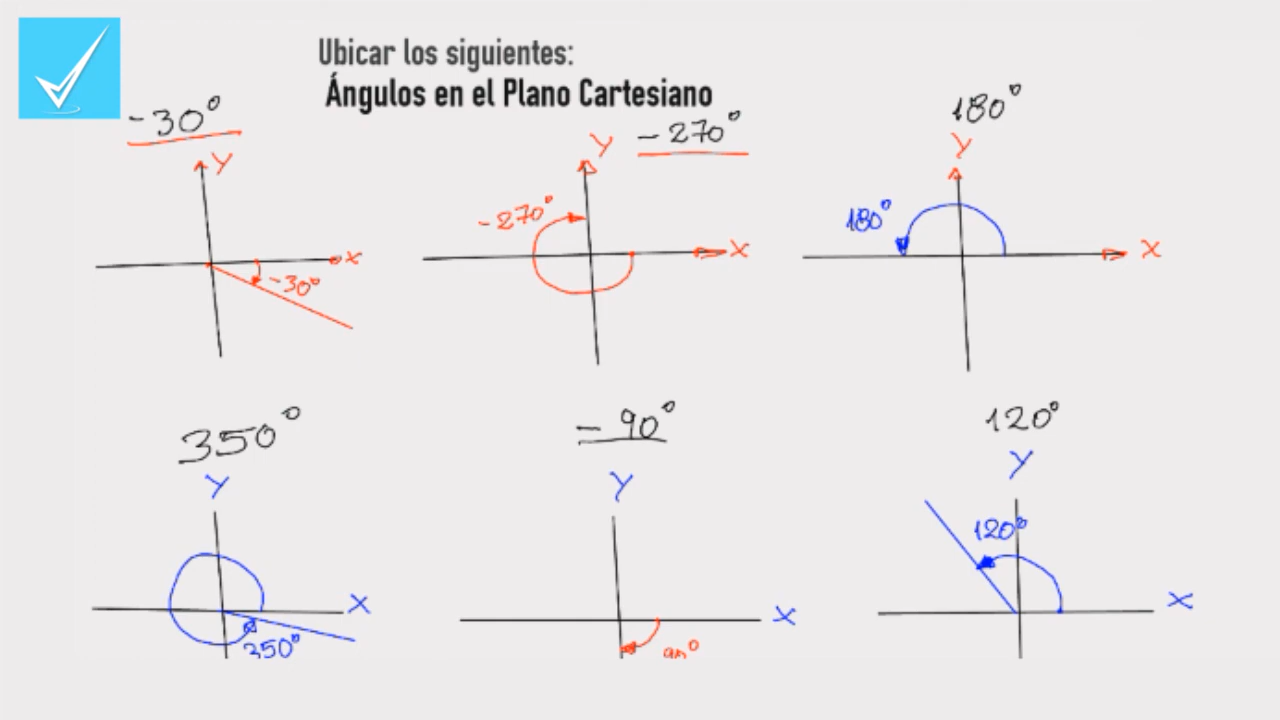 Ubicar los siguientes:
Ángulos en el Plano Cartesiano
-30°
Y
X
-30°
-270°
Y
-270°
X
180°
Y
180°
X
350°
Y
X
350°
-90°
Y
X
120°
Y
120°
X